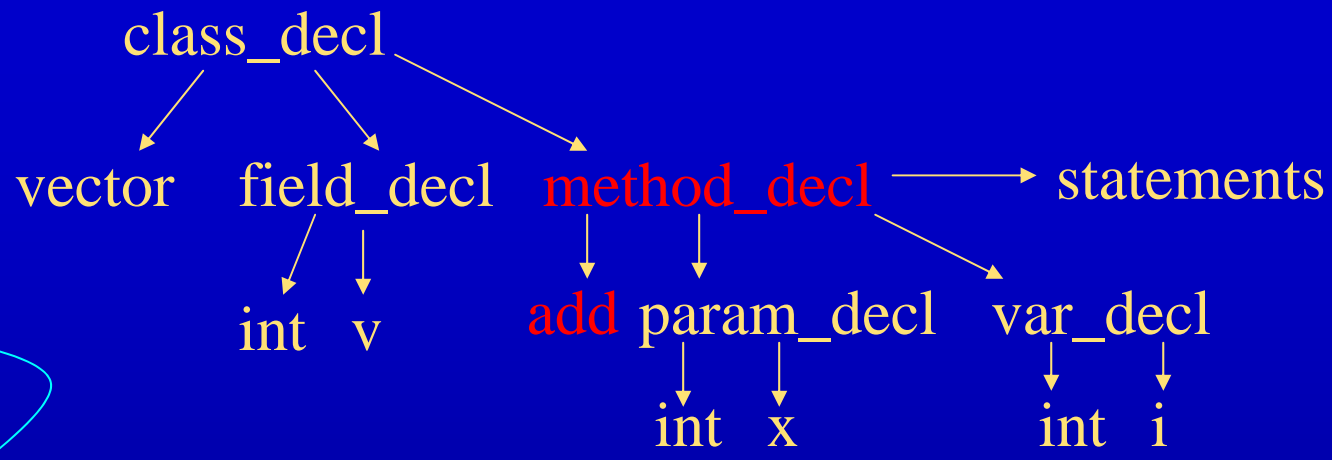 class_decl
vector field_decl method_decl statements
int v add param_decl var_decl
int x int i